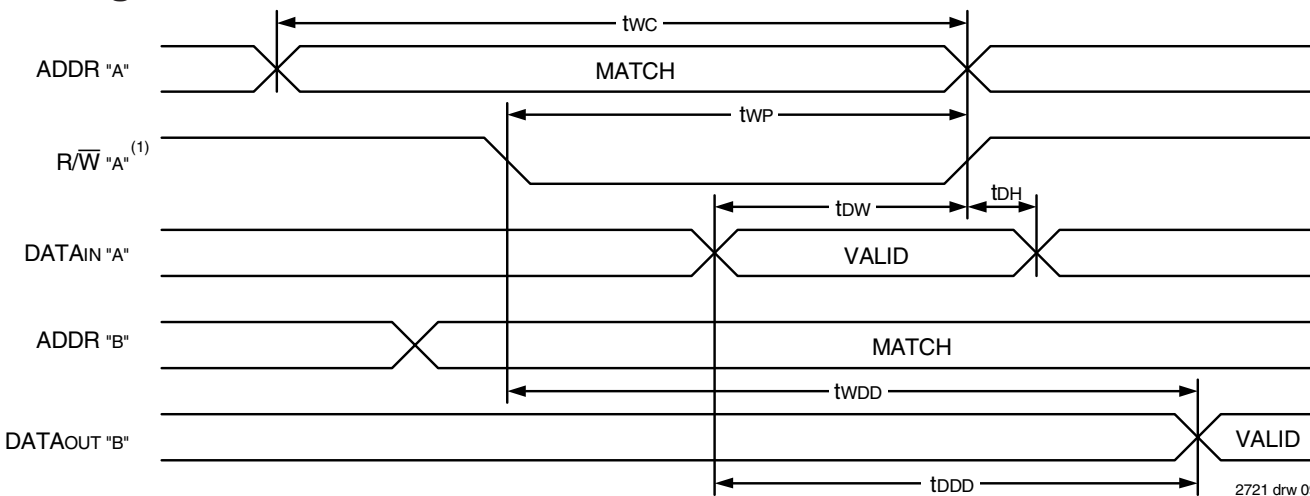 tWC
ADDR "A"
MATCH
tWP
R/W̅ "A" (1)
tDW
tDH
DATAIN "A"
VALID
ADDR "B"
MATCH
tWDD
DATAOUT "B"
VALID
tDDD
2721 drw